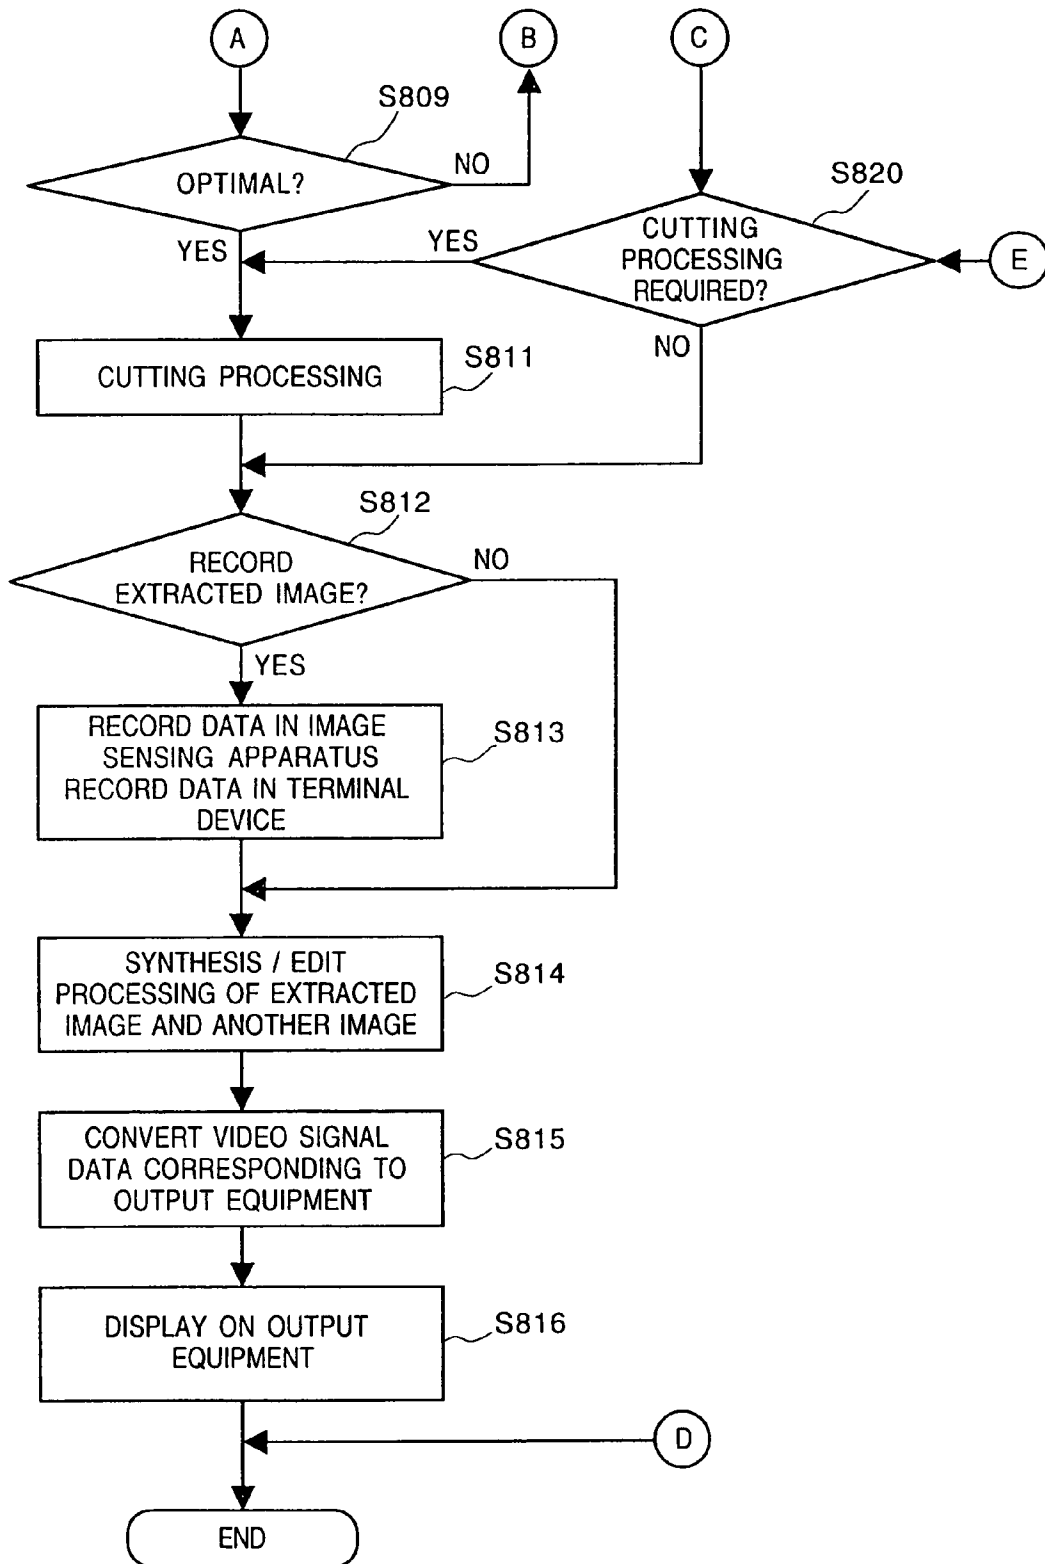 A
B
C
S809
OPTIMAL?
NO
YES
S820
CUTTING
PROCESSING
REQUIRED?
YES
E
NO
CUTTING PROCESSING
S811
S812
RECORD
EXTRACTED IMAGE?
NO
YES
RECORD DATA IN IMAGE
SENSING APPARATUS
RECORD DATA IN TERMINAL
DEVICE
S813
SYNTHESIS / EDIT
PROCESSING OF EXTRACTED
IMAGE AND ANOTHER IMAGE
S814
CONVERT VIDEO SIGNAL
DATA CORRESPONDING TO
OUTPUT EQUIPMENT
S815
DISPLAY ON OUTPUT
EQUIPMENT
S816
D
END